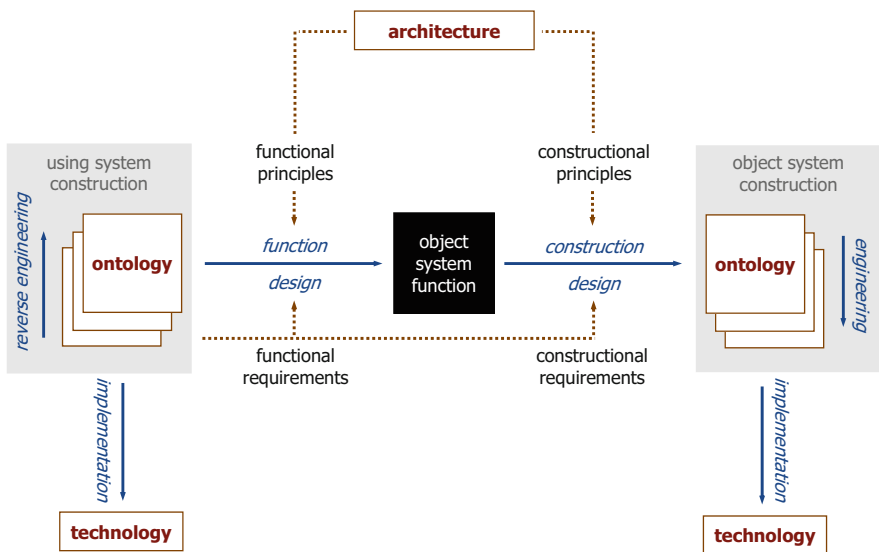 architecture
using system
construction
functional
principles
constructional
principles
object system
construction
reverse engineering
ontology
function
design
object
system
function
construction
design
ontology
engineering
functional
requirements
constructional
requirements
implementation
implementation
technology
technology